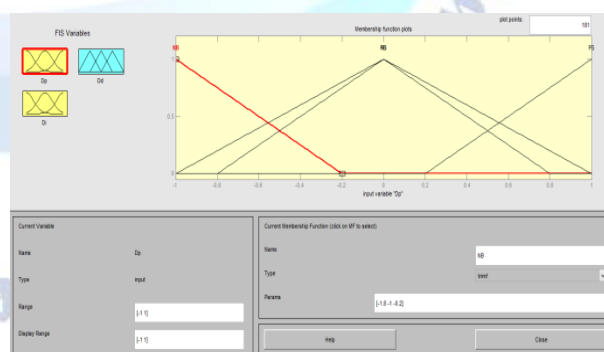 FIS Variables
Membership function plots
plot points:
181
Dp
Dd
Di
NB
PS
1
0.5
0
-1
-0.8
-0.6
-0.4
-0.2
0
0.2
0.4
0.6
0.8
1
input variable "Dp"
Current Variable
Name
Dp
Type
input
Range
[-1 1]
Display Range
[-1 1]
Current Membership Function (click on MF to select)
Name
NB
Type
trimf
Params
[-1.8 -1 -0.2]
Help
Close